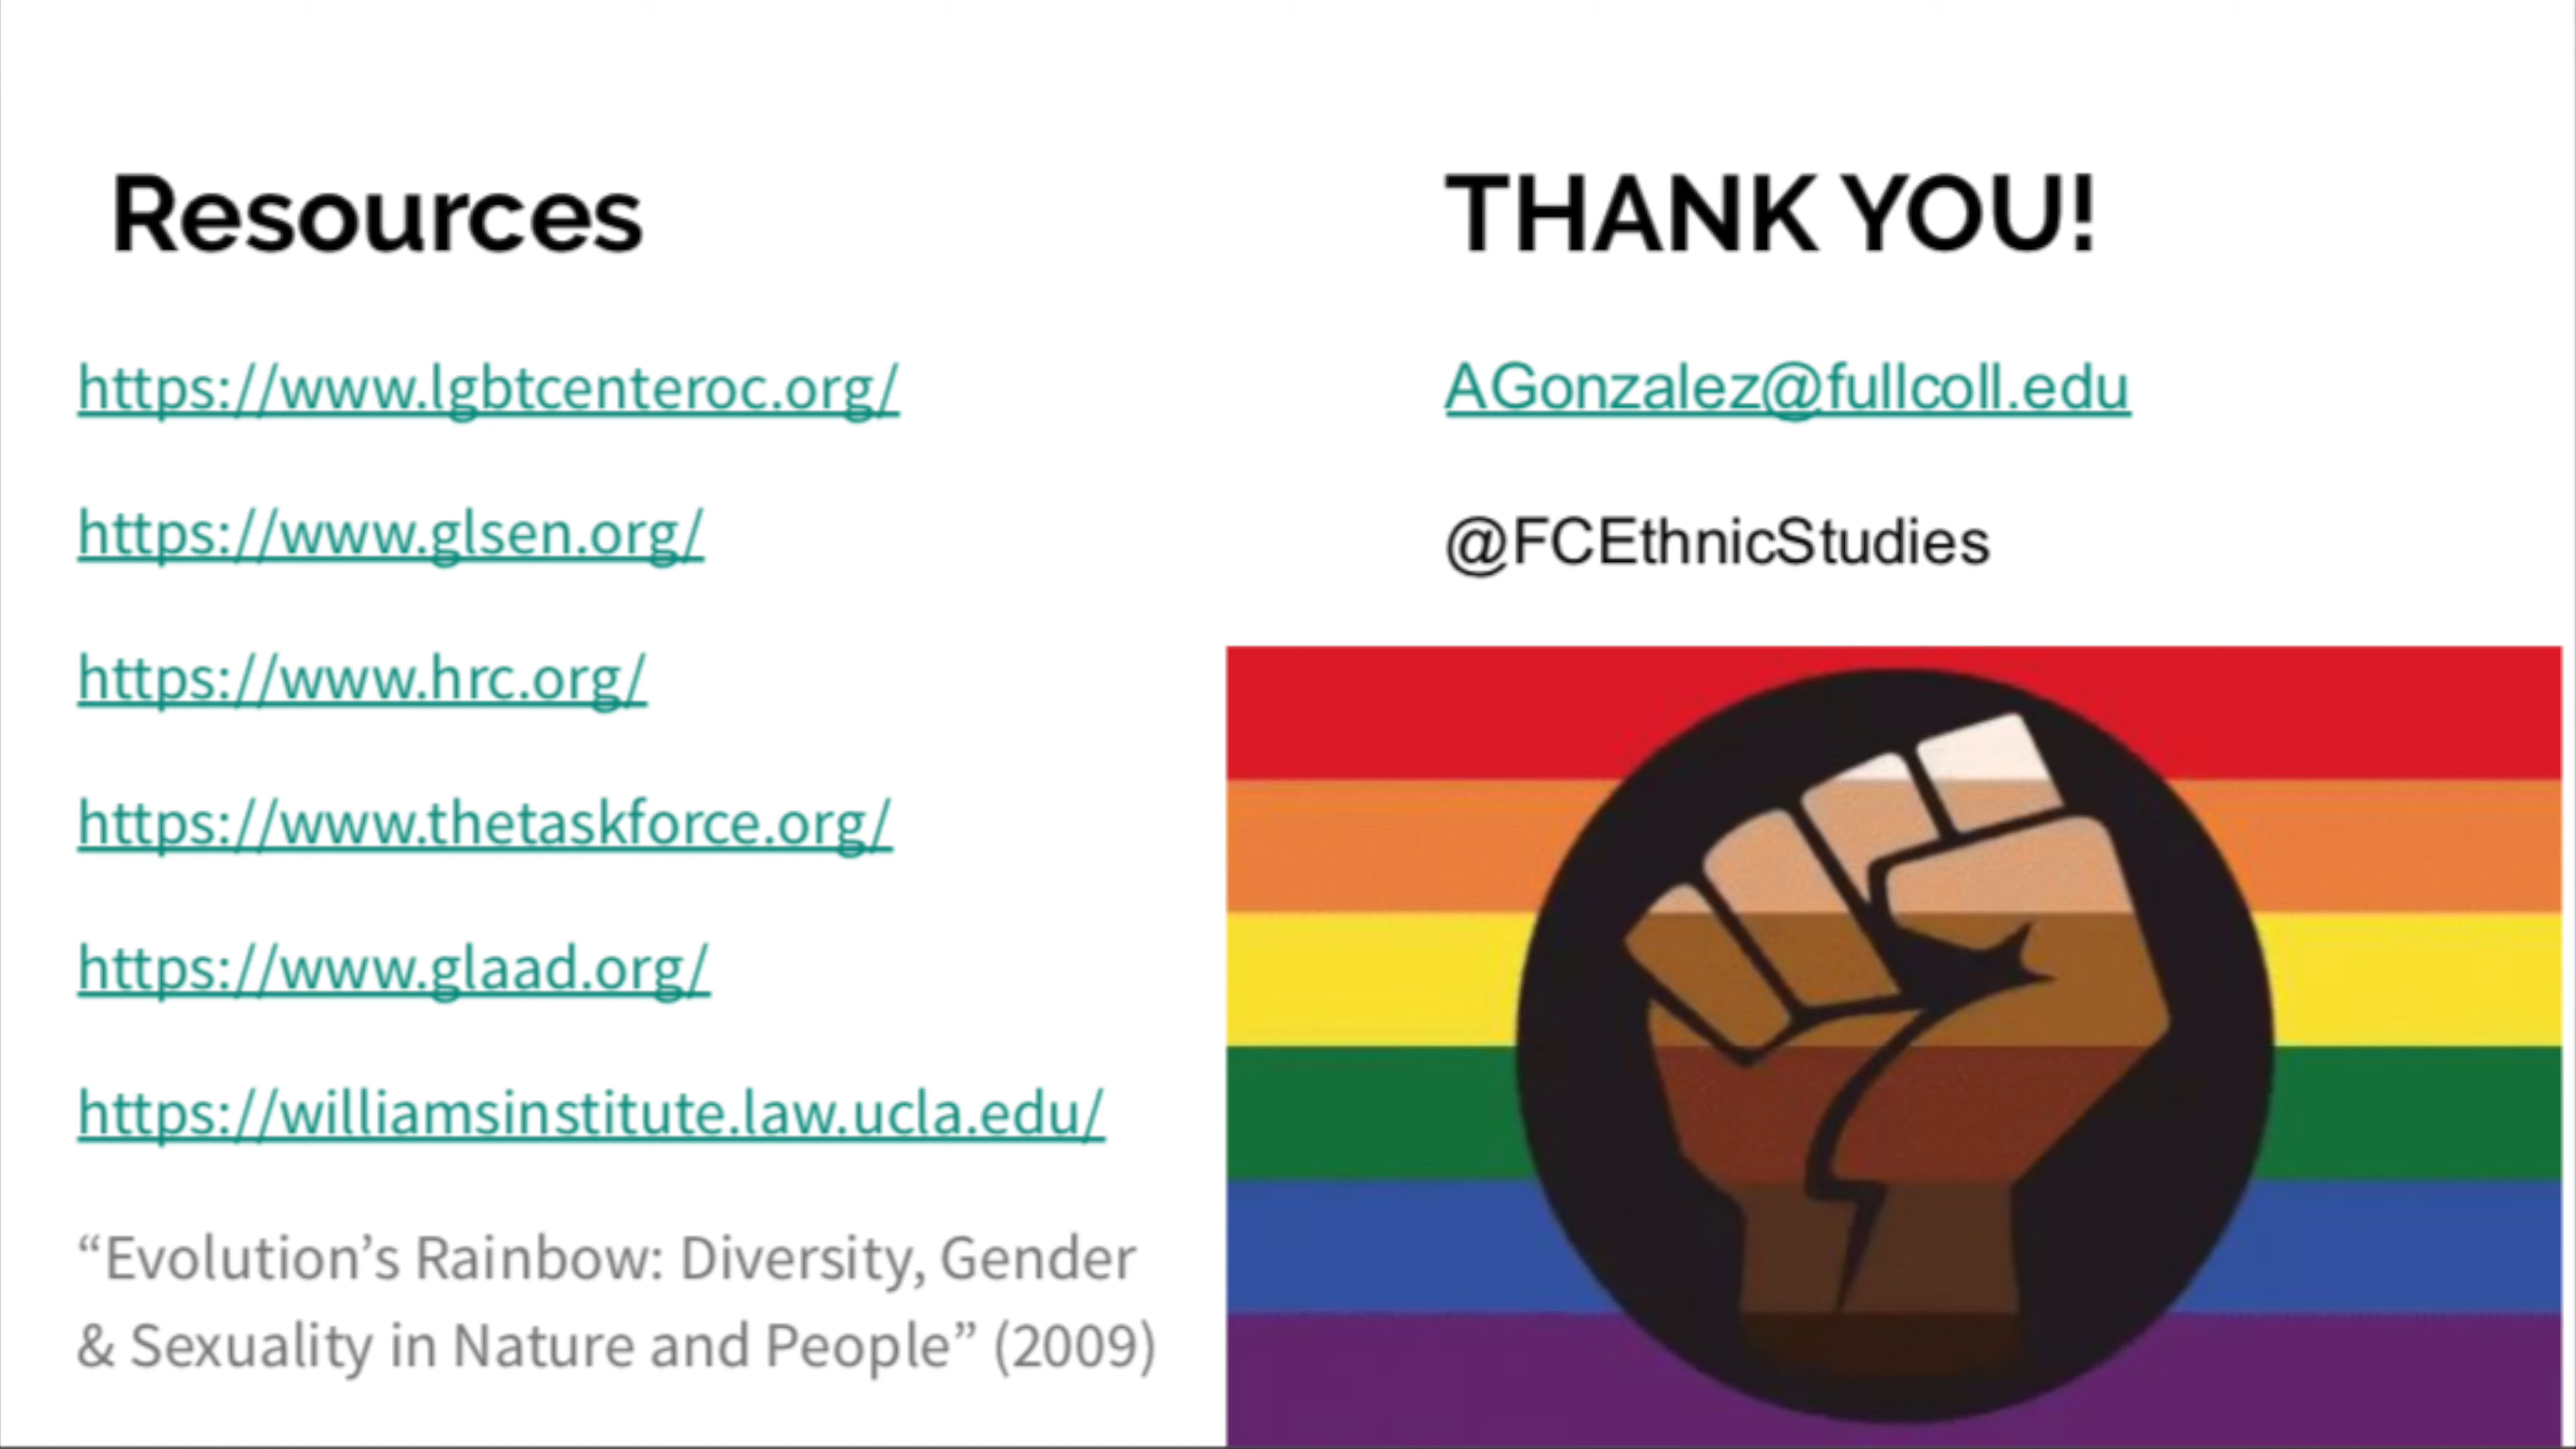 Resources
https://www.lgbtcenteroc.org/
https://www.glsen.org/
https://www.hrc.org/
https://www.thetaskforce.org/
https://www.glaad.org/
https://williamsinstitute.law.ucla.edu/
“Evolution’s Rainbow: Diversity, Gender
& Sexuality in Nature and People” (2009)
THANK YOU!
AGonzalez@fullcoll.edu
@FCEthnicStudies